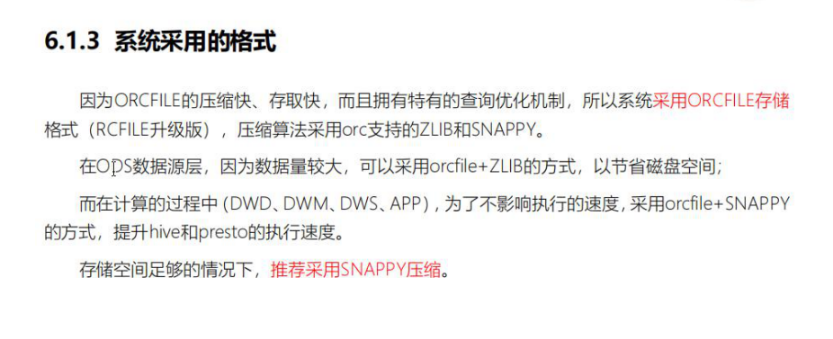 6.1.3 系统采用的格式
因为ORCFILE的压缩快、存取快，而且拥有特有的查询优化机制，所以系统采用ORCFILE存储
格式（RCFILE升级版），压缩算法采用orc支持的ZLIB和SNAPPY。
在ODS数据源层，因为数据量较大，可以采用orcfile+ZLIB的方式，以节省磁盘空间；
而在计算的过程中（DWD、DWM、DWS、APP），为了不影响执行的速度，采用orcfile+SNAPPY
的方式，提升hive和presto的执行速度。
存储空间足够的情况下，推荐采用SNAPPY压缩。